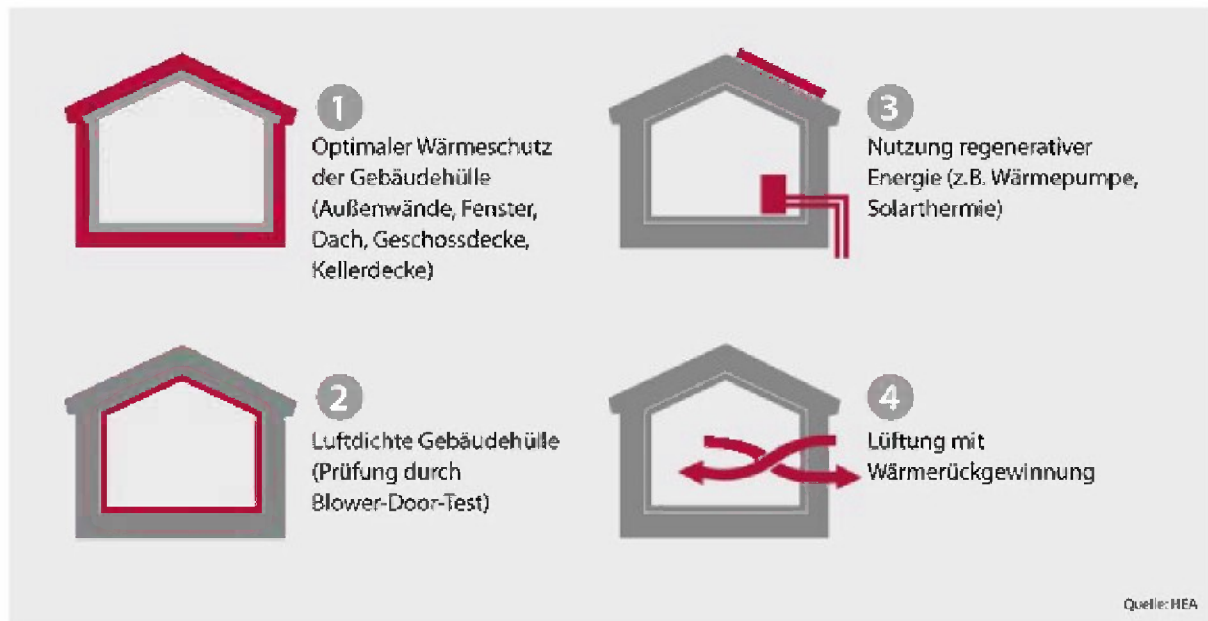 1
Optimaler Wärmeschutz
der Gebäudehülle
(Außenwände, Fenster,
Dach, Geschossdecke,
Kellerdecke)
2
Luftdichte Gebäudehülle
(Prüfung durch
Blower-Door-Test)
3
Nutzung regenerativer
Energie (z.B. Wärmepumpe,
Solarthermie)
4
Lüftung mit
Wärmerückgewinnung
Quelle: HEA